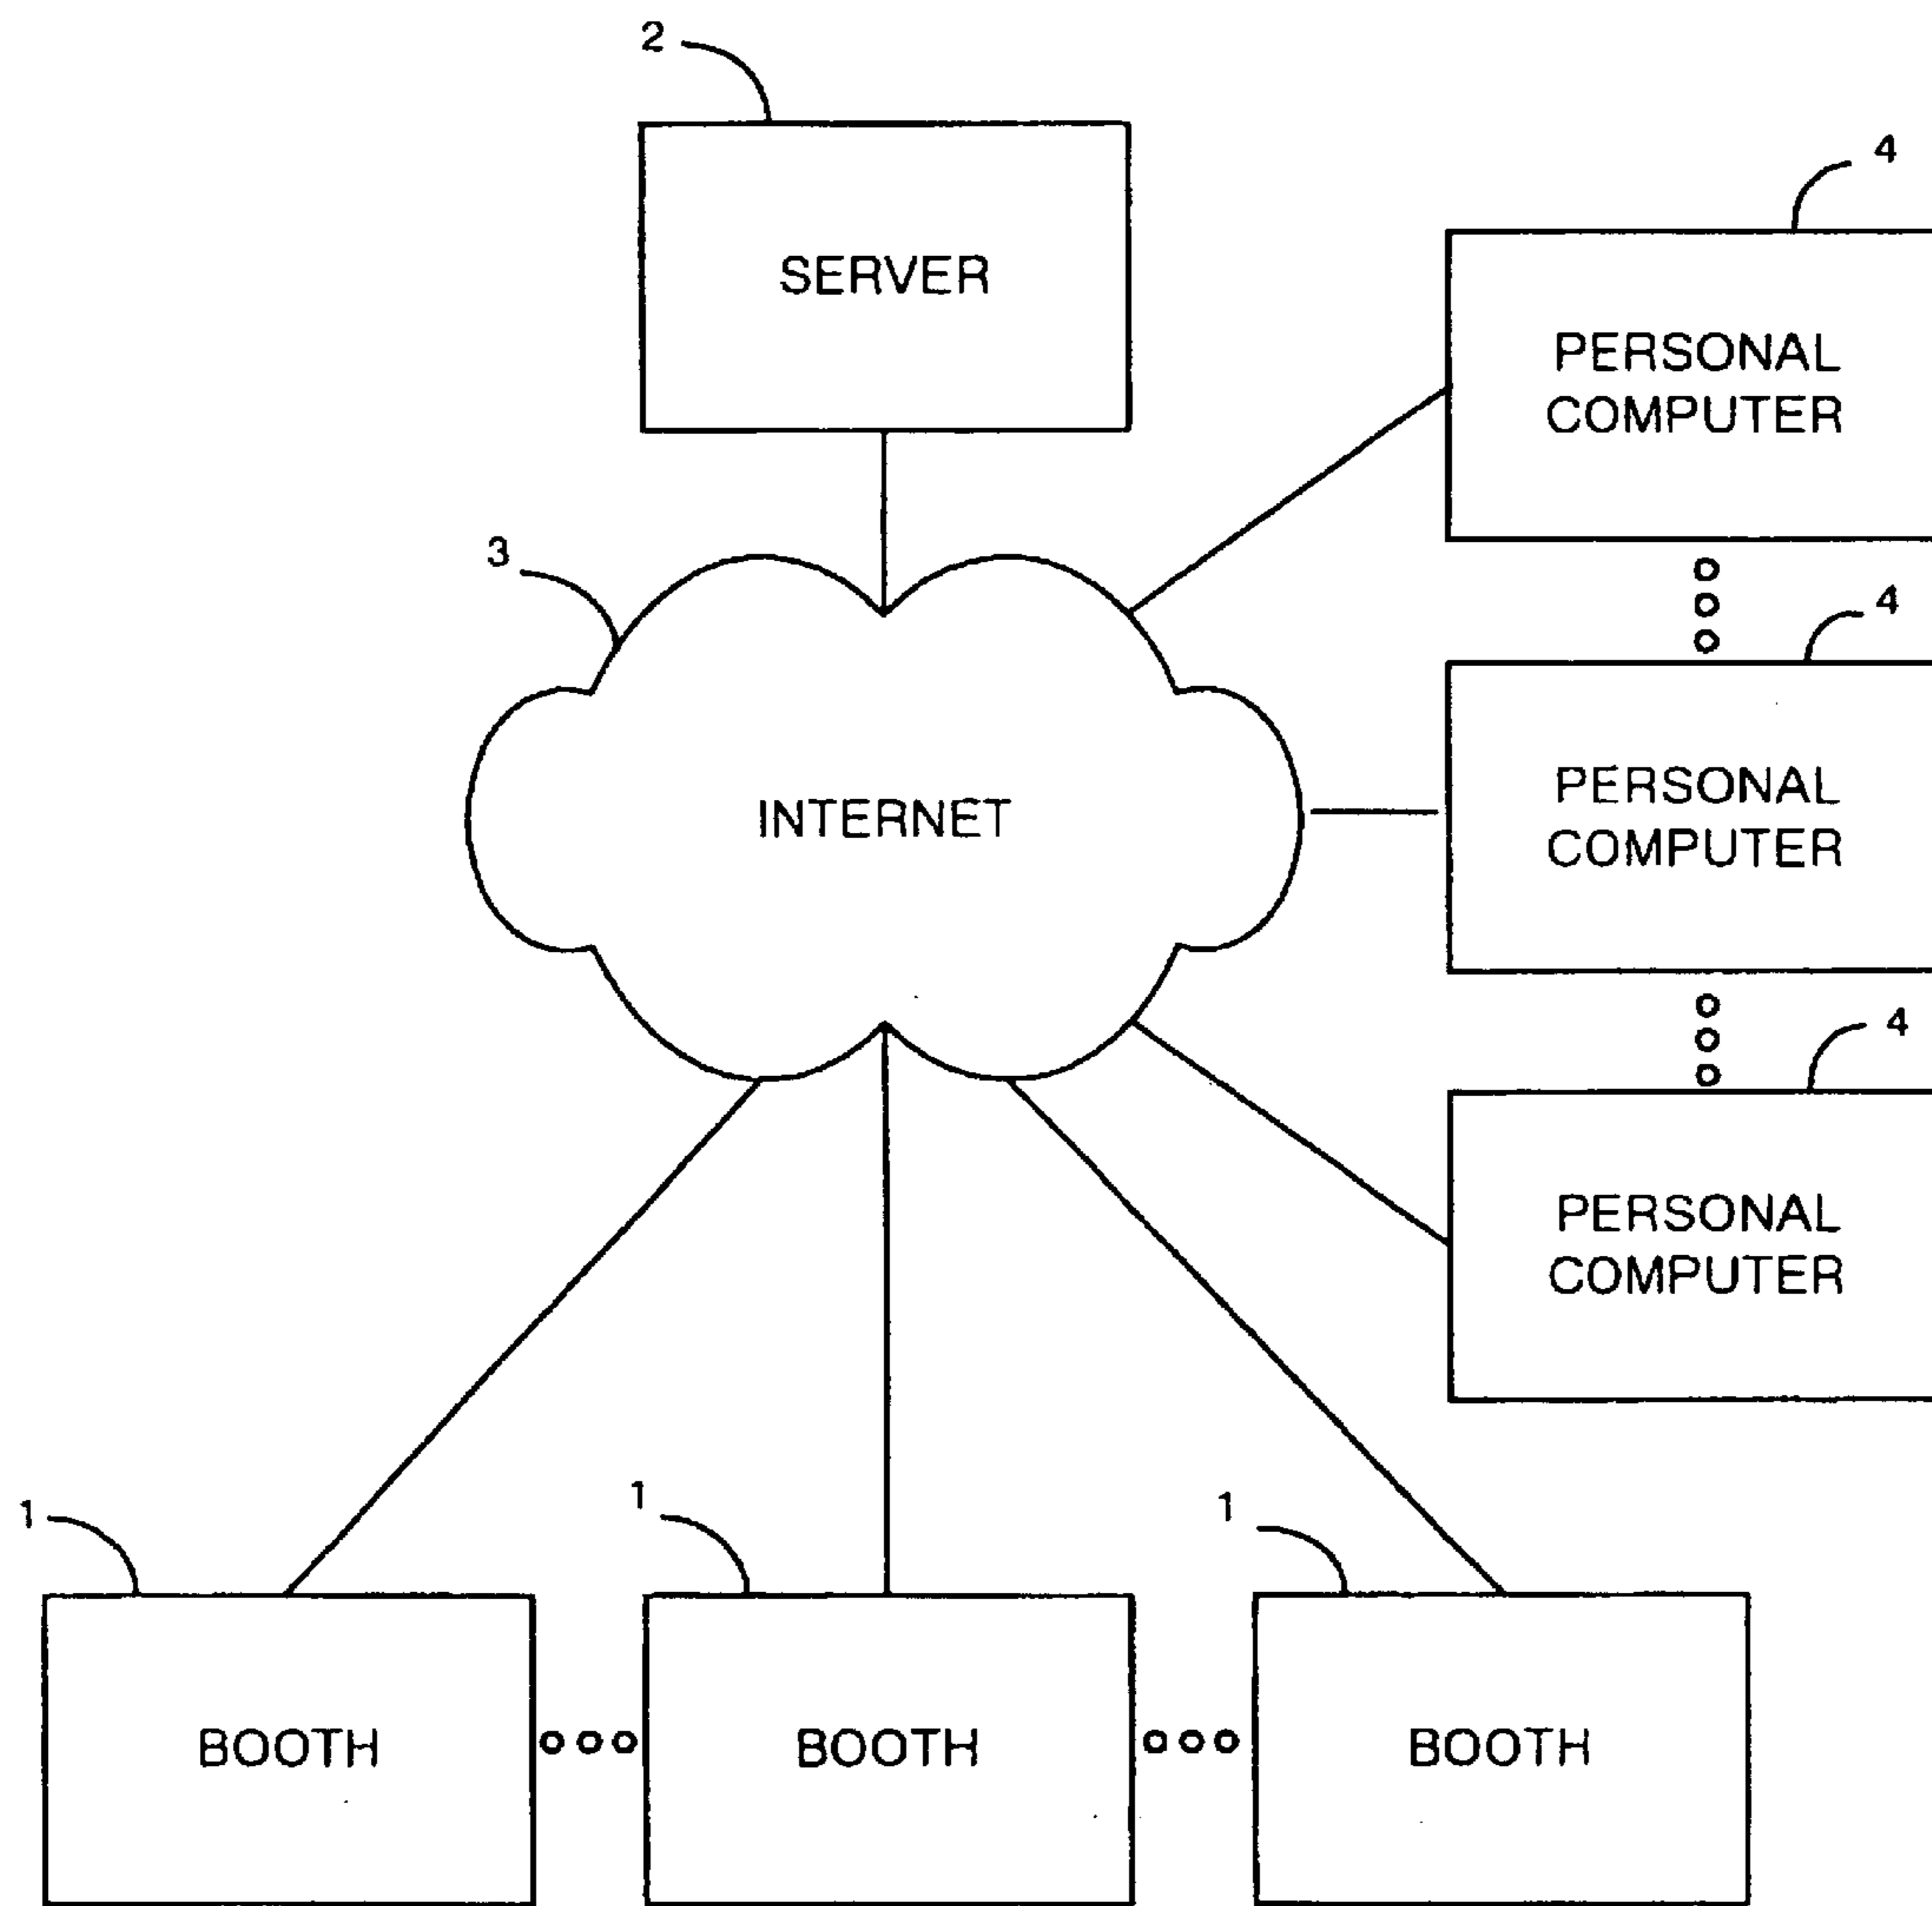 2
SERVER
4
PERSONAL
COMPUTER
3
INTERNET
4
PERSONAL
COMPUTER
4
PERSONAL
COMPUTER
1
1
1
BOOTH
BOOTH
BOOTH